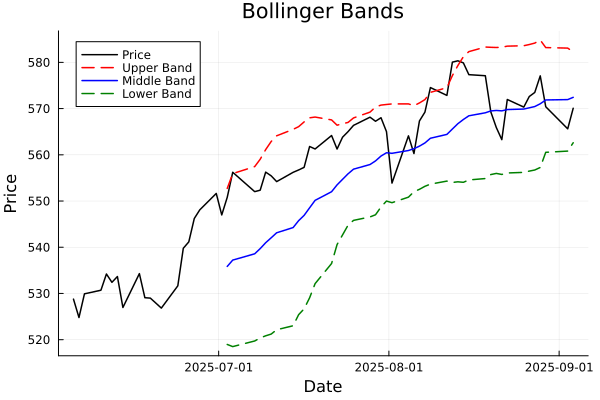 Bollinger Bands
Price
Upper Band
Middle Band
Lower Band
580
570
560
550
540
530
520
Price
2025-07-01 2025-08-01 2025-09-01
Date